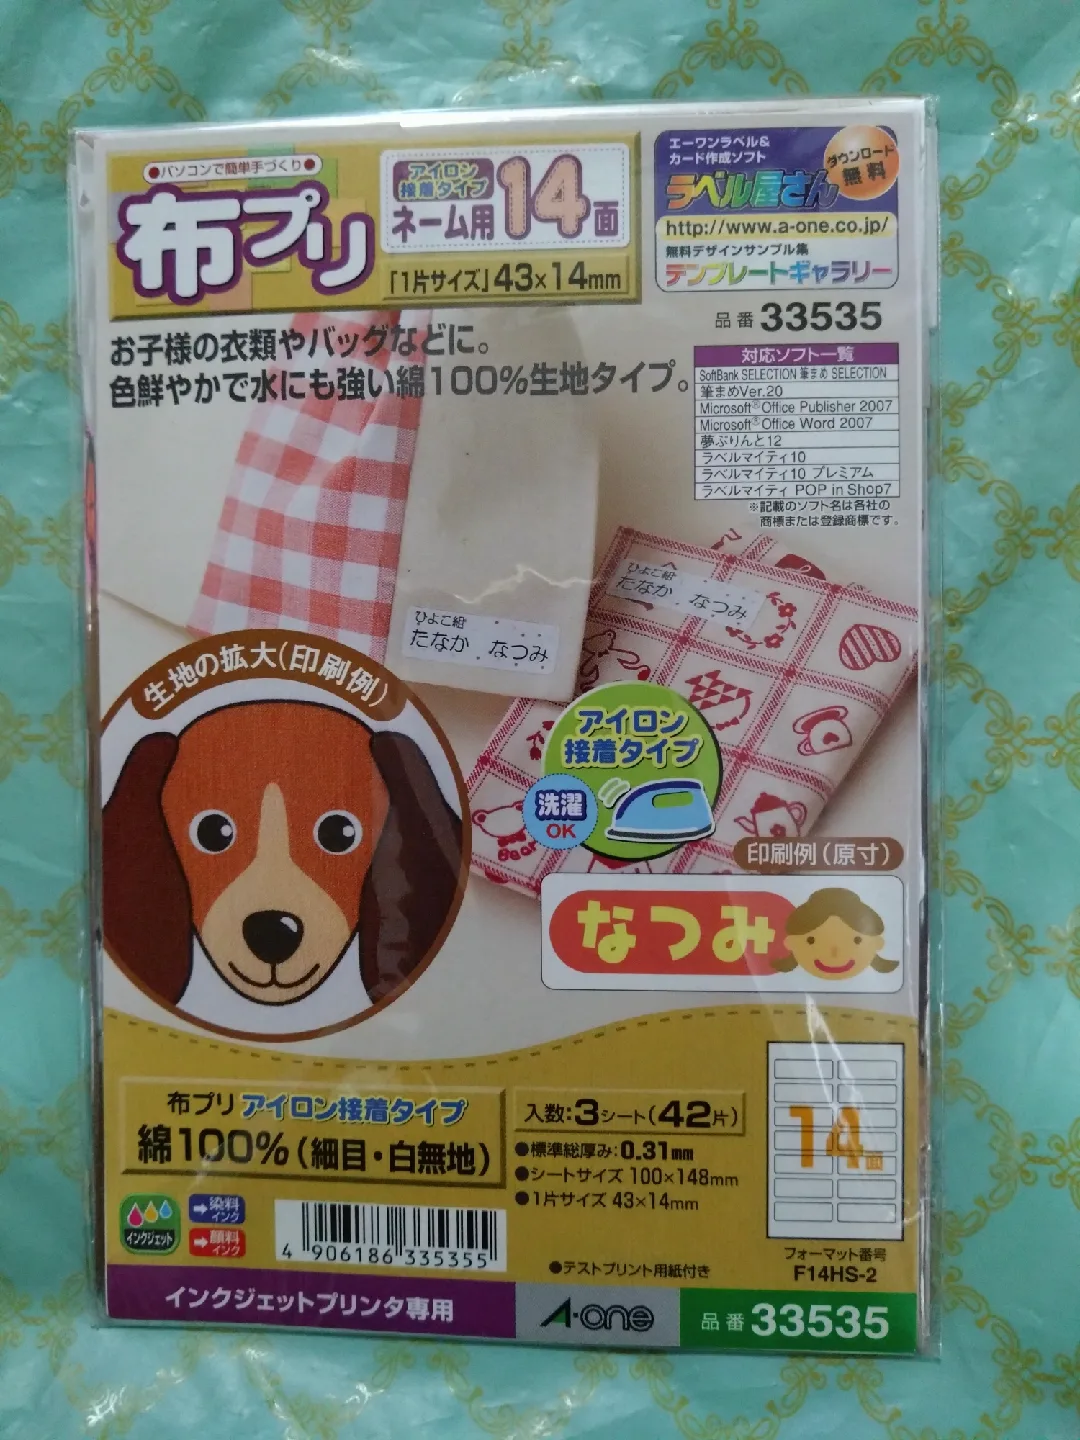 ●パソコンで簡単手づくり●
布プリ
アイロン
接着タイプ
ネーム用
14面
「1片サイズ」43×14mm
エーワンラベル&
カード作成ソフト
ラベル屋さん
ダウンロード
無料
http://www.a-one.co.jp/
無料デザインサンプル集
テンプレートギャラリー
品番 33535
お子様の衣類やバッグなどに。
色鮮やかで水にも強い綿100%生地タイプ。
対応ソフト一覧
SoftBank SELECTION 筆まめ SELECTION
筆まめVer.20
Microsoft®Office Publisher 2007
Microsoft®Office Word 2007
夢ぷりんと12
ラベルマイティ10
ラベルマイティ10 プレミアム
ラベルマイティ POP in Shop7
※記載のソフト名は各社の
商標または登録商標です。
ひよこ組
たなか なつみ
ひよこ組
たなか なつみ
生地の拡大(印刷例)
アイロン
接着タイプ
洗濯
OK
Bear
印刷例(原寸)
なつみ
布プリ アイロン接着タイプ
綿100%(細目・白無地)
入数:3シート(42片)
●標準総厚み:0.31mm
●シートサイズ 100×148mm
●1片サイズ 43×14mm
14面
インクジェット
染料
インク
顔料
インク
4 906186 335355
●テストプリント用紙付き
フォーマット番号
F14HS-2
インクジェットプリンタ専用
A-one
品番 33535